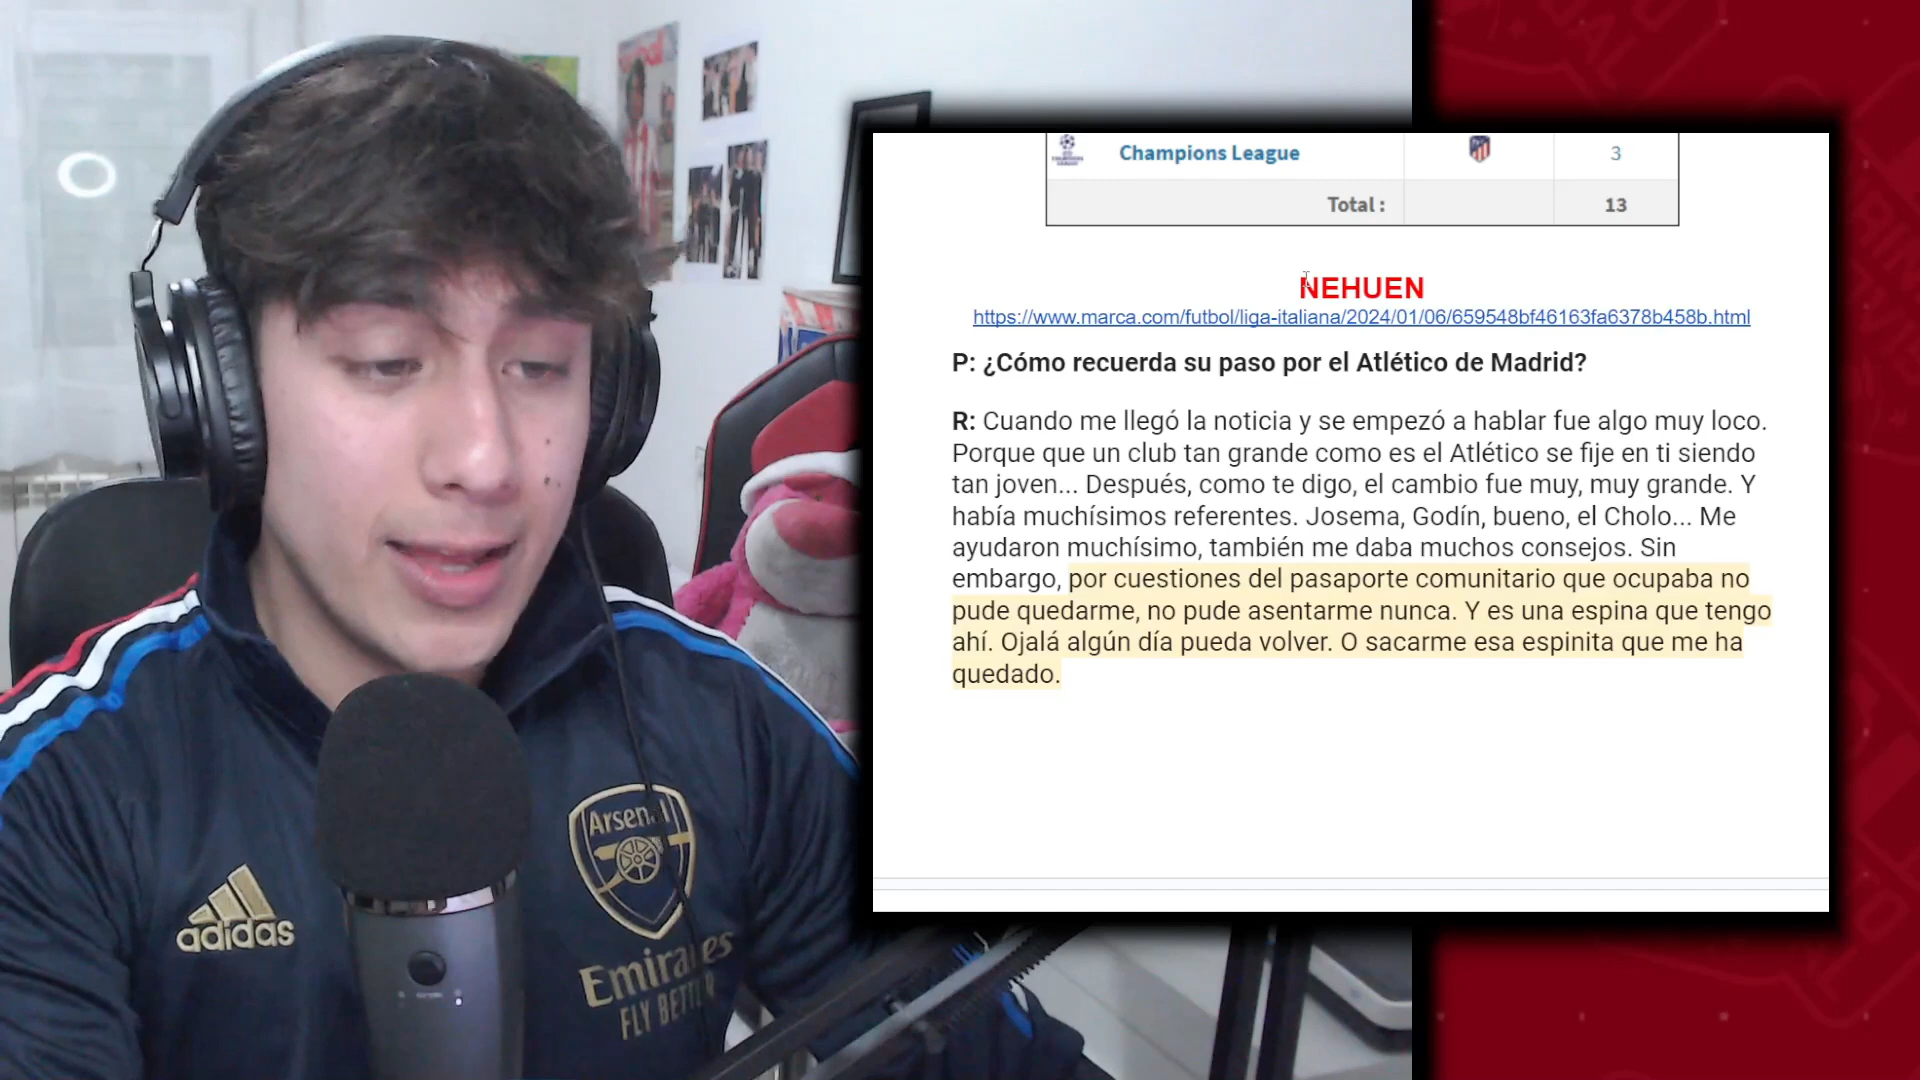 Champions League 3
Total : 13
NEHUEN
https://www.marca.com/futbol/liga-italiana/2024/01/06/659548bf46163fa6378b458b.html
P: ¿Cómo recuerda su paso por el Atlético de Madrid?
R: Cuando me llegó la noticia y se empezó a hablar fue algo muy loco.
Porque que un club tan grande como es el Atlético se fije en ti siendo
tan joven... Después, como te digo, el cambio fue muy, muy grande. Y
había muchísimos referentes. Josema, Godín, bueno, el Cholo... Me
ayudaron muchísimo, también me daba muchos consejos. Sin
embargo, por cuestiones del pasaporte comunitario que ocupaba no
pude quedarme, no pude asentarme nunca. Y es una espina que tengo
ahí. Ojalá algún día pueda volver. O sacarme esa espinita que me ha
quedado.
Arsenal
adidas
Emirates
FLY BETTER